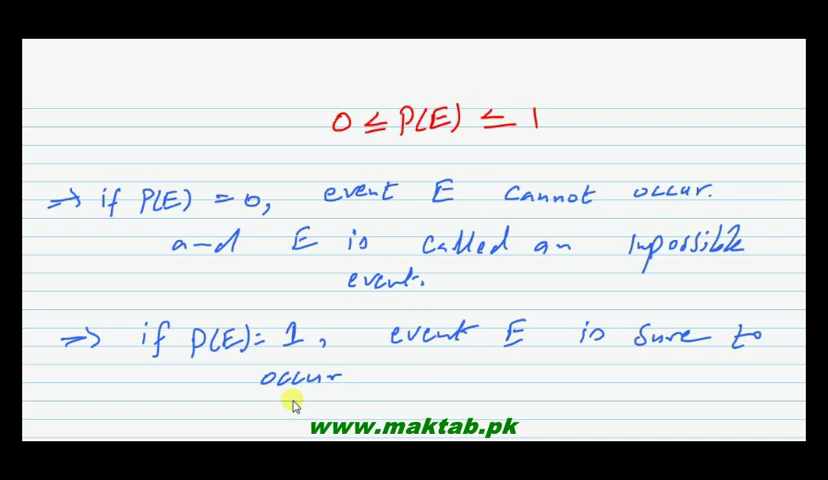 0 ≤ P(E) ≤ 1
⇒ if P(E) = 0, event E cannot occur.
and E is called an Impossible
event.
⇒ if P(E) = 1, event E is sure to
occur
www.maktab.pk